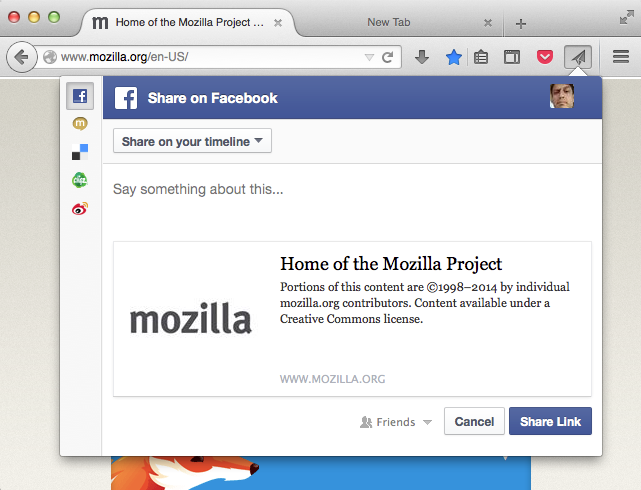 Home of the Mozilla Project ...
New Tab
www.mozilla.org/en-US/
Share on Facebook
Share on your timeline
Say something about this...
mozilla
Home of the Mozilla Project
Portions of this content are ©1998–2014 by individual
mozilla.org contributors. Content available under a
Creative Commons license.
WWW.MOZILLA.ORG
Friends
Cancel
Share Link